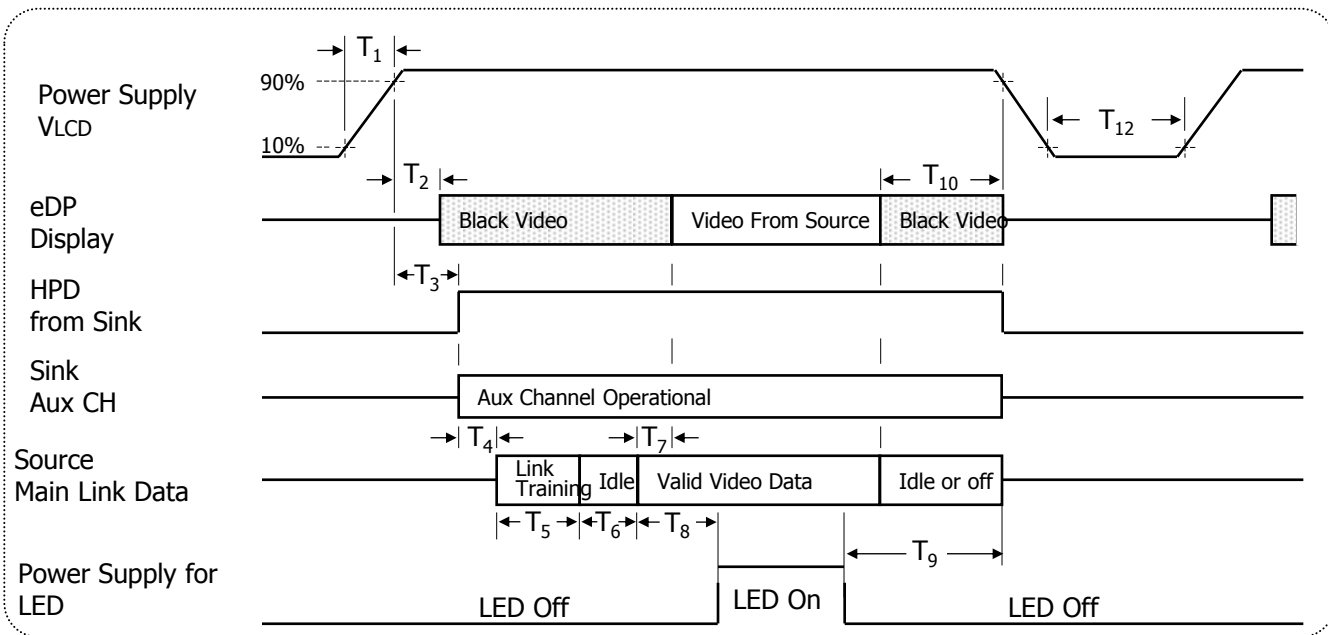 T1
90%
Power Supply
VLCD
T12
10%
T2
T10
eDP
Display
Black Video
Video From Source
Black Video
T3
HPD
from Sink
Sink
Aux CH
Aux Channel Operational
T4
T7
Source
Main Link Data
Link
Training
Idle
Valid Video Data
Idle or off
T5
T6
T8
T9
Power Supply for
LED
LED Off
LED On
LED Off